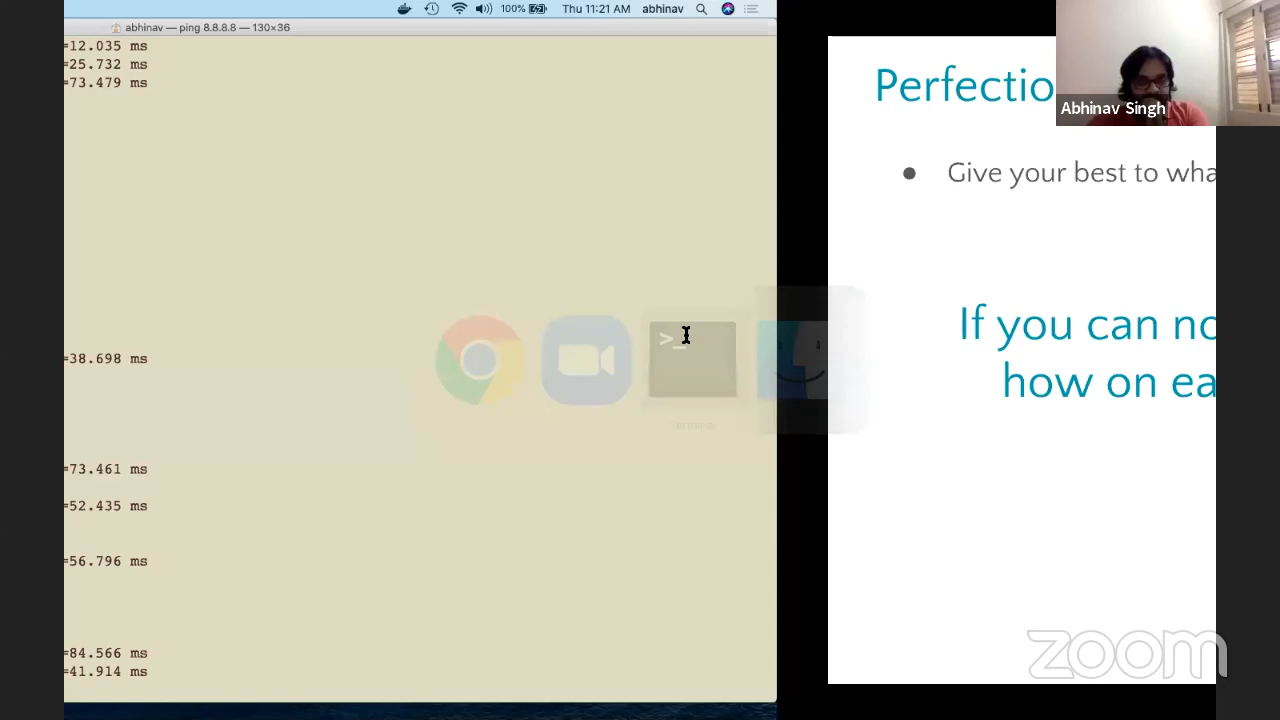 100% Thu 11:21 AM abhinav
abhinav — ping 8.8.8.8 — 130×36
=12.035 ms
=25.732 ms
=73.479 ms
=38.698 ms
=73.461 ms
=52.435 ms
=56.796 ms
=84.566 ms
=41.914 ms
>_
Terminal
Perfectio
Abhinav Singh
● Give your best to wha
If you can no
how on ea
zoom